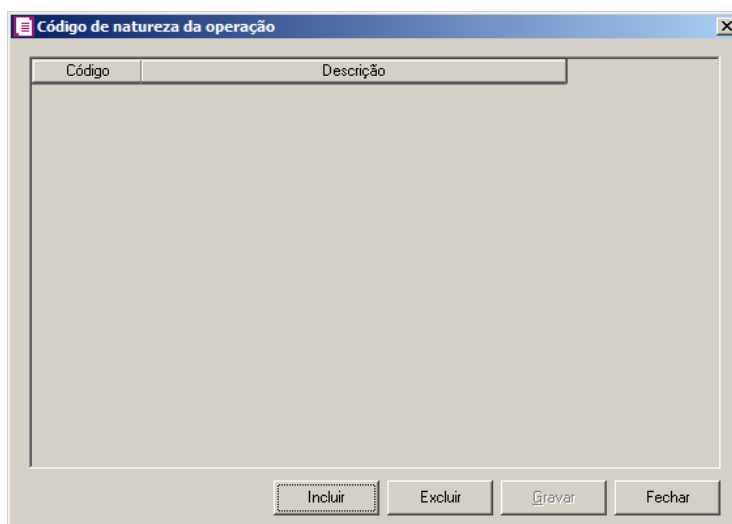 Código de natureza da operação
Código Descrição
Incluir Excluir Gravar Fechar